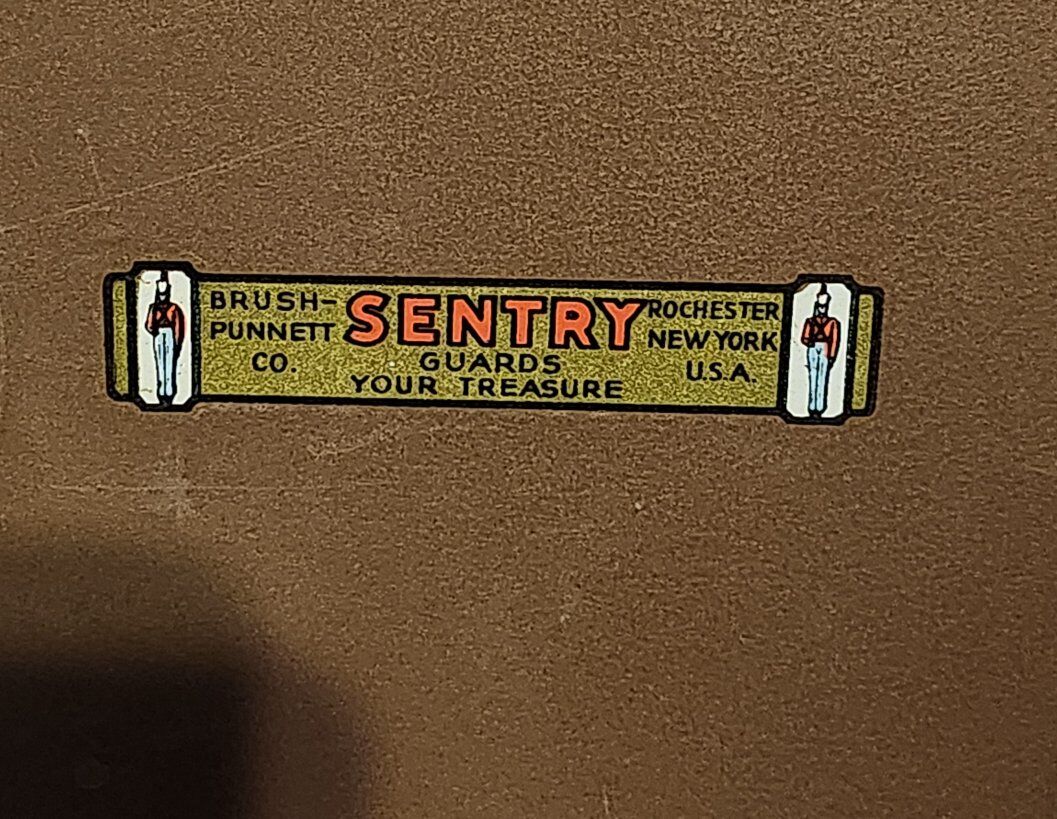 BRUSH-
PUNNETT
CO.
SENTRY
GUARDS
YOUR TREASURE
ROCHESTER
NEW YORK
U.S.A.